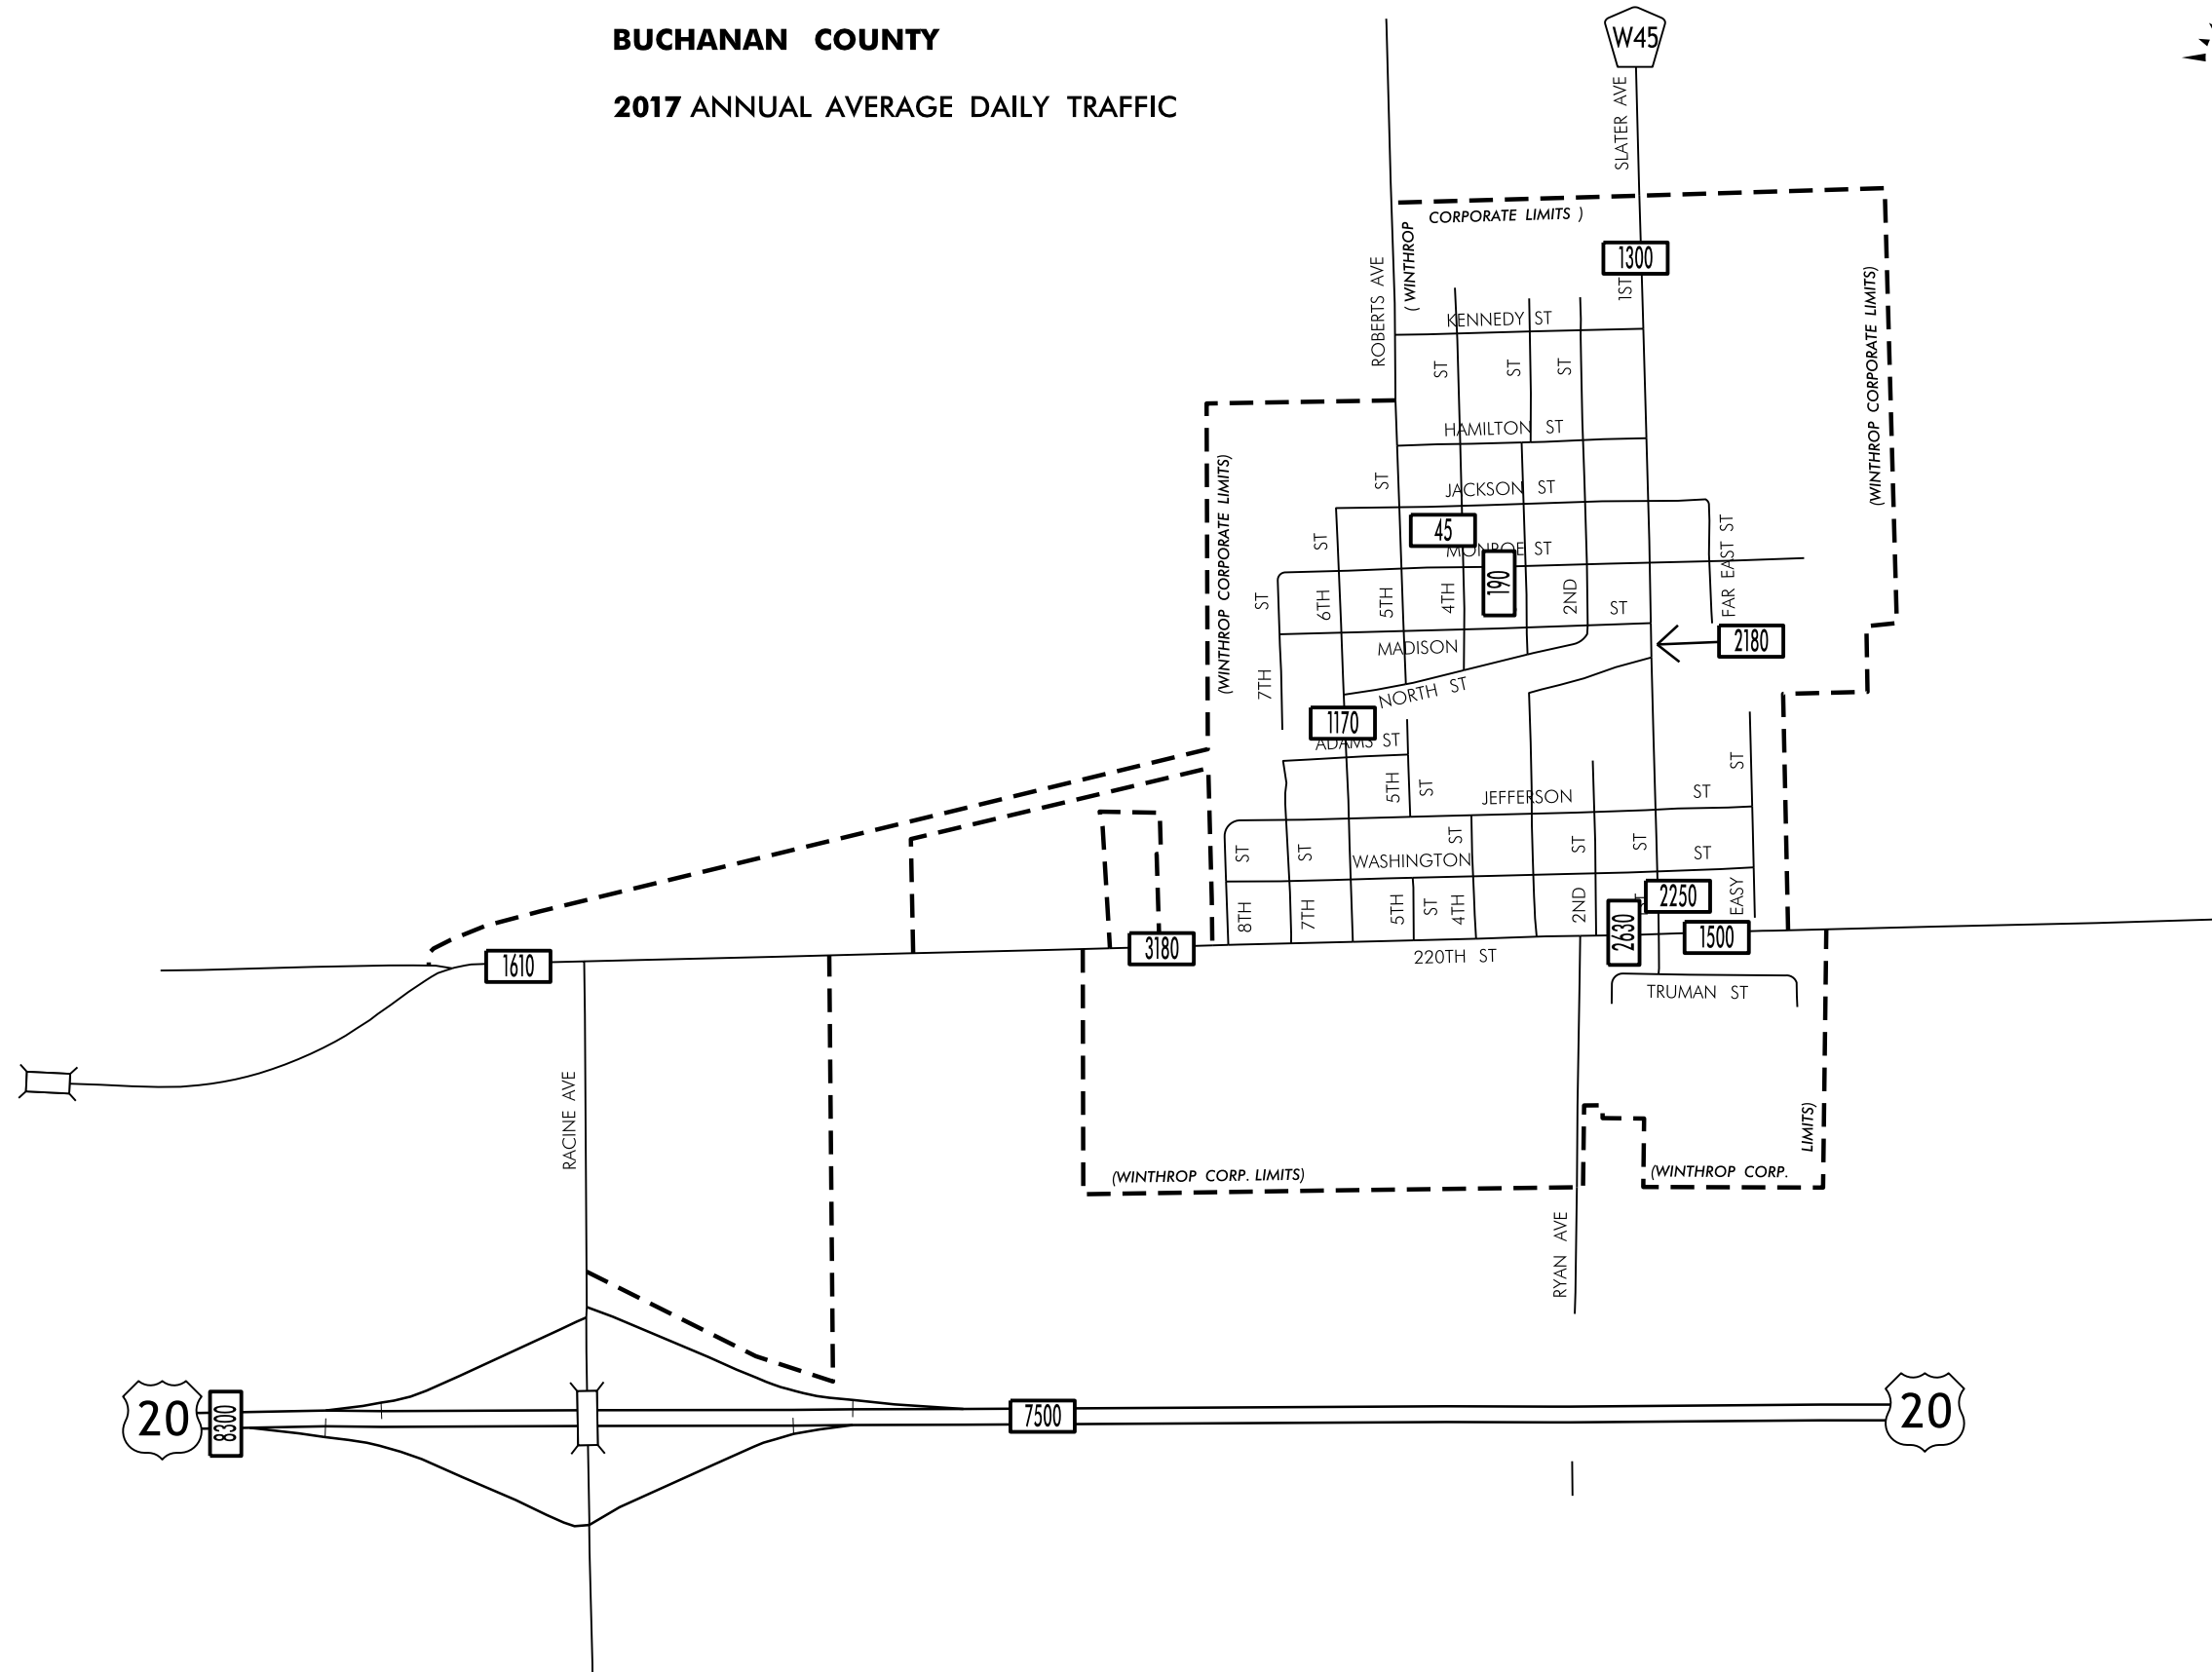 BUCHANAN COUNTY
2017 ANNUAL AVERAGE DAILY TRAFFIC
W45
SLATER AVE
CORPORATE LIMITS )
( WINTHROP
1300
ROBERTS AVE
1ST
(WINTHROP CORPORATE LIMITS)
KENNEDY ST
ST
ST
ST
HAMILTON ST
ST
JACKSON ST
(WINTHROP CORPORATE LIMITS)
45
ST
MONROE ST
FAR EAST ST
190
ST
6TH
5TH
4TH
2ND
ST
MADISON
2180
7TH
NORTH ST
1170
ADAMS ST
ST
5TH
ST
JEFFERSON
ST
ST
ST
ST
WASHINGTON
ST
ST
ST
8TH
7TH
5TH
ST
4TH
2ND
2250
EASY
2630
1500
3180
220TH ST
1610
TRUMAN ST
RACINE AVE
LIMITS)
(WINTHROP CORP. LIMITS)
(WINTHROP CORP.
RYAN AVE
20
8300
7500
20